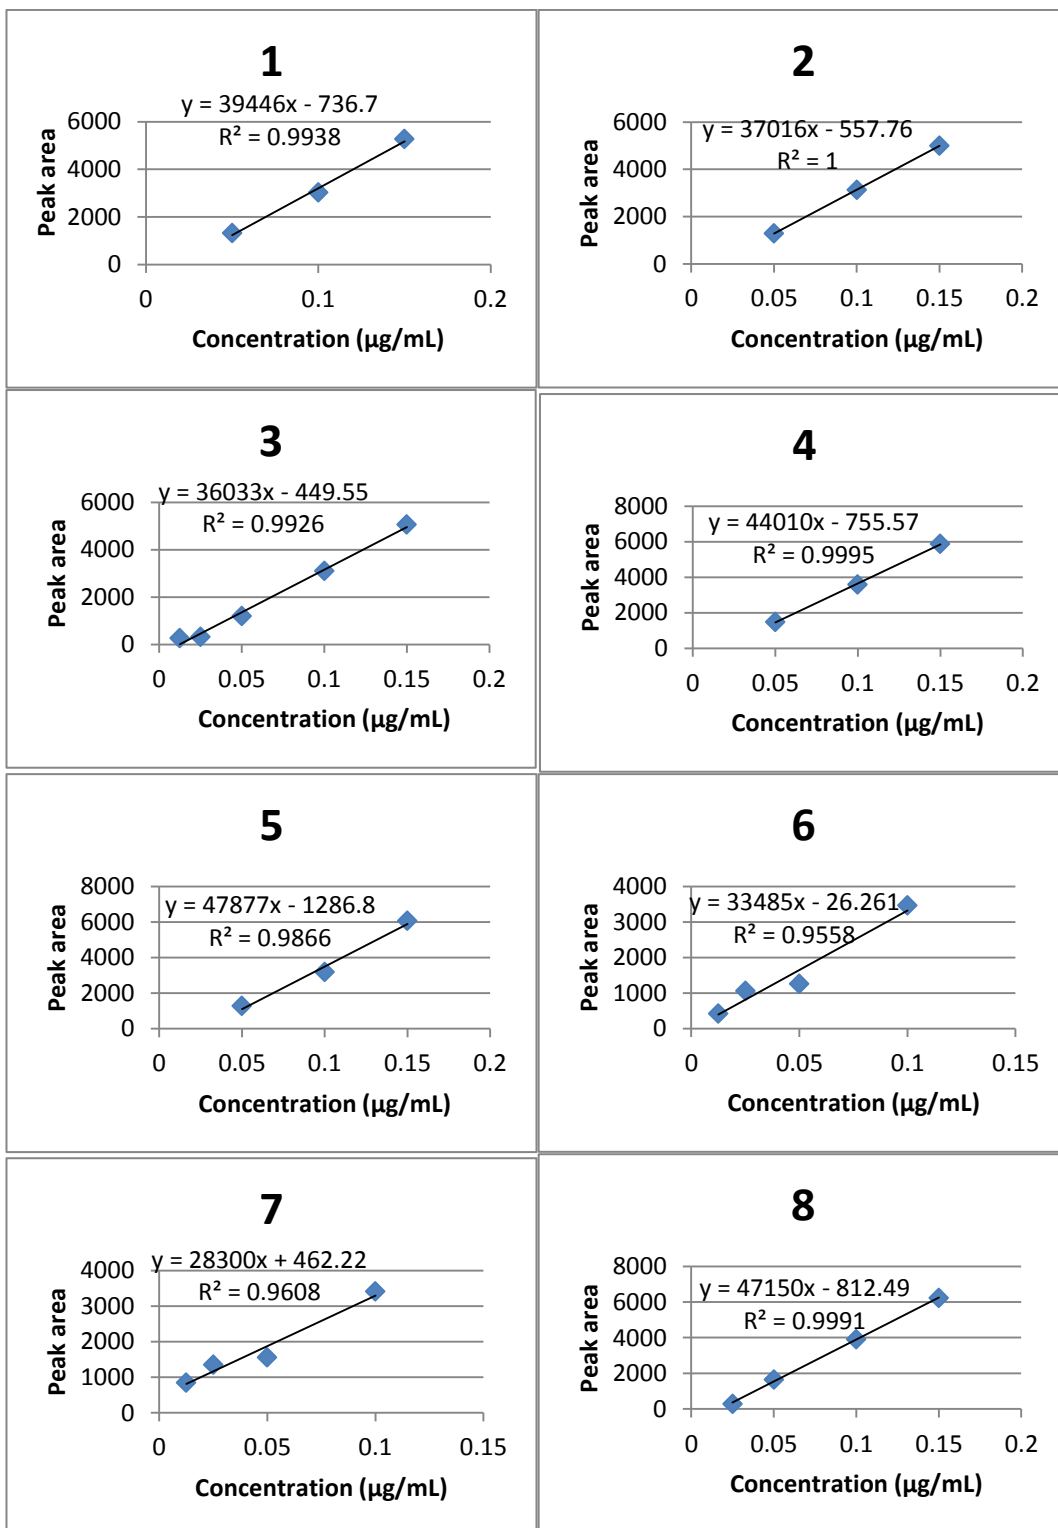 1
y = 39446x - 736.7
R² = 0.9938
6000
4000
2000
0
0
0.1
0.2
Peak area
Concentration (µg/mL)
2
y = 37016x - 557.76
R² = 1
6000
4000
2000
0
0
0.05
0.1
0.15
0.2
Peak area
Concentration (µg/mL)
3
y = 36033x - 449.55
R² = 0.9926
6000
4000
2000
0
0
0.05
0.1
0.15
0.2
Peak area
Concentration (µg/mL)
4
y = 44010x - 755.57
R² = 0.9995
8000
6000
4000
2000
0
0
0.05
0.1
0.15
0.2
Peak area
Concentration (µg/mL)
5
y = 47877x - 1286.8
R² = 0.9866
8000
6000
4000
2000
0
0
0.05
0.1
0.15
0.2
Peak area
Concentration (µg/mL)
6
y = 33485x - 26.261
R² = 0.9558
4000
3000
2000
1000
0
0
0.05
0.1
0.15
Peak area
Concentration (µg/mL)
7
y = 28300x + 462.22
R² = 0.9608
4000
3000
2000
1000
0
0
0.05
0.1
0.15
Peak area
Concentration (µg/mL)
8
y = 47150x - 812.49
R² = 0.9991
8000
6000
4000
2000
0
0
0.05
0.1
0.15
0.2
Peak area
Concentration (µg/mL)